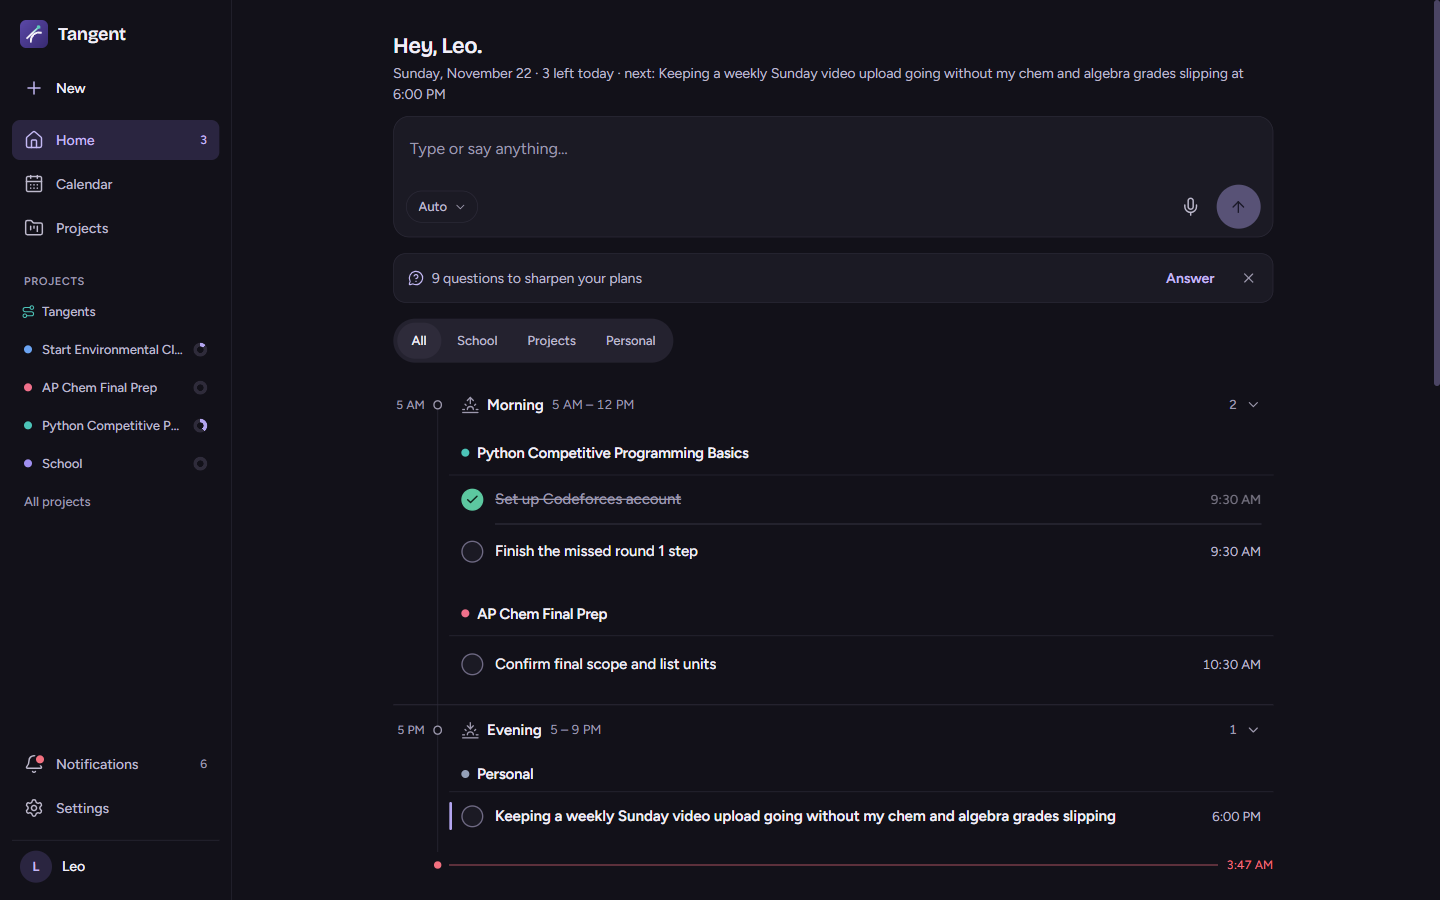 Tangent
New
Home 3
Calendar
Projects
PROJECTS
Tangents
Start Environmental Cl...
AP Chem Final Prep
Python Competitive P...
School
All projects
Notifications 6
Settings
L Leo
Hey, Leo.
Sunday, November 22 · 3 left today · next: Keeping a weekly Sunday video upload going without my chem and algebra grades slipping at
6:00 PM
Type or say anything...
Auto
9 questions to sharpen your plans Answer
All School Projects Personal
5 AM Morning 5 AM – 12 PM 2
Python Competitive Programming Basics
Set up Codeforces account 9:30 AM
Finish the missed round 1 step 9:30 AM
AP Chem Final Prep
Confirm final scope and list units 10:30 AM
5 PM Evening 5 – 9 PM 1
Personal
Keeping a weekly Sunday video upload going without my chem and algebra grades slipping 6:00 PM
3:47 AM